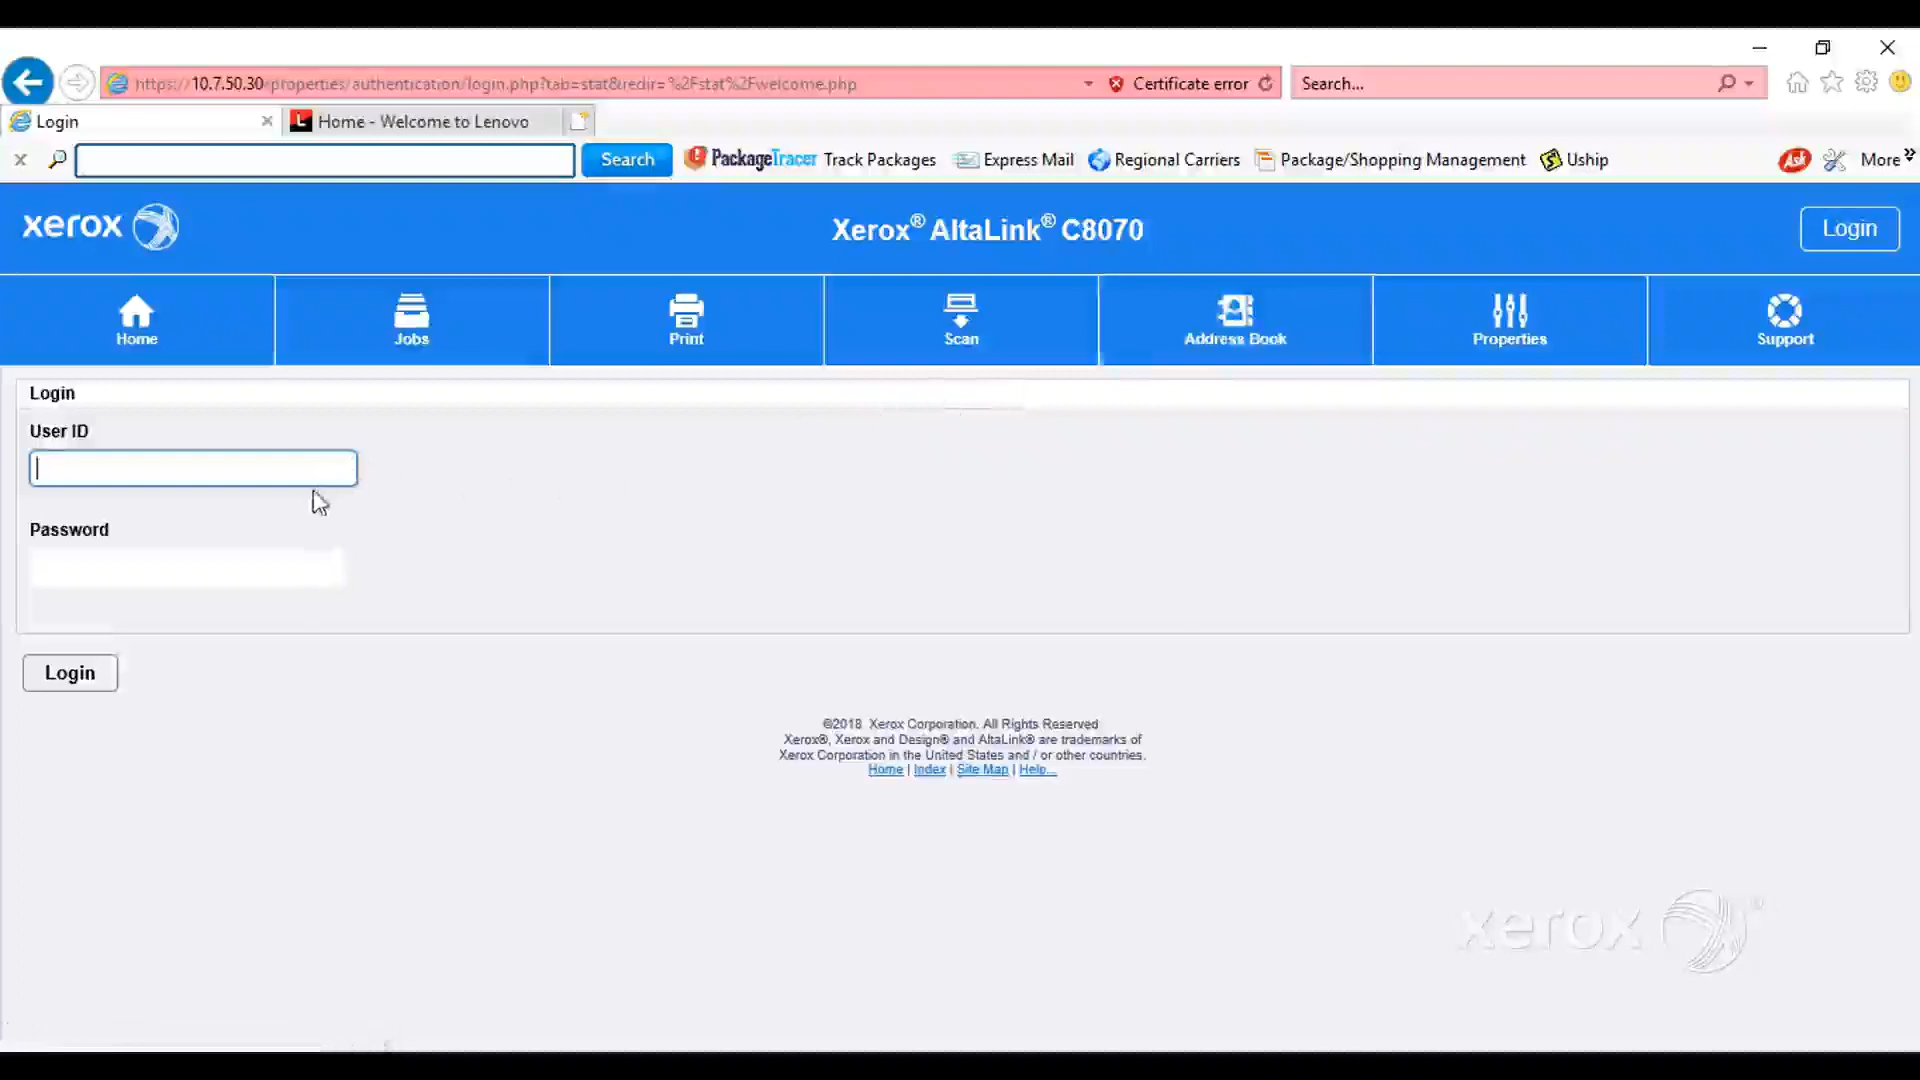 https://10.7.50.30/properties/authentication/login.php?tab=stat&redir=%2Fstat%2Fwelcome.php Certificate error Search...
Login Home - Welcome to Lenovo
Search PackageTracer Track Packages Express Mail Regional Carriers Package/Shopping Management Uship Ask More
xerox Xerox® AltaLink® C8070 Login
Home Jobs Print Scan Address Book Properties Support
Login
User ID
Password
Login
©2018 Xerox Corporation. All Rights Reserved
Xerox®, Xerox and Design® and AltaLink® are trademarks of
Xerox Corporation in the United States and / or other countries.
Home | Index | Site Map | Help...
xerox ®